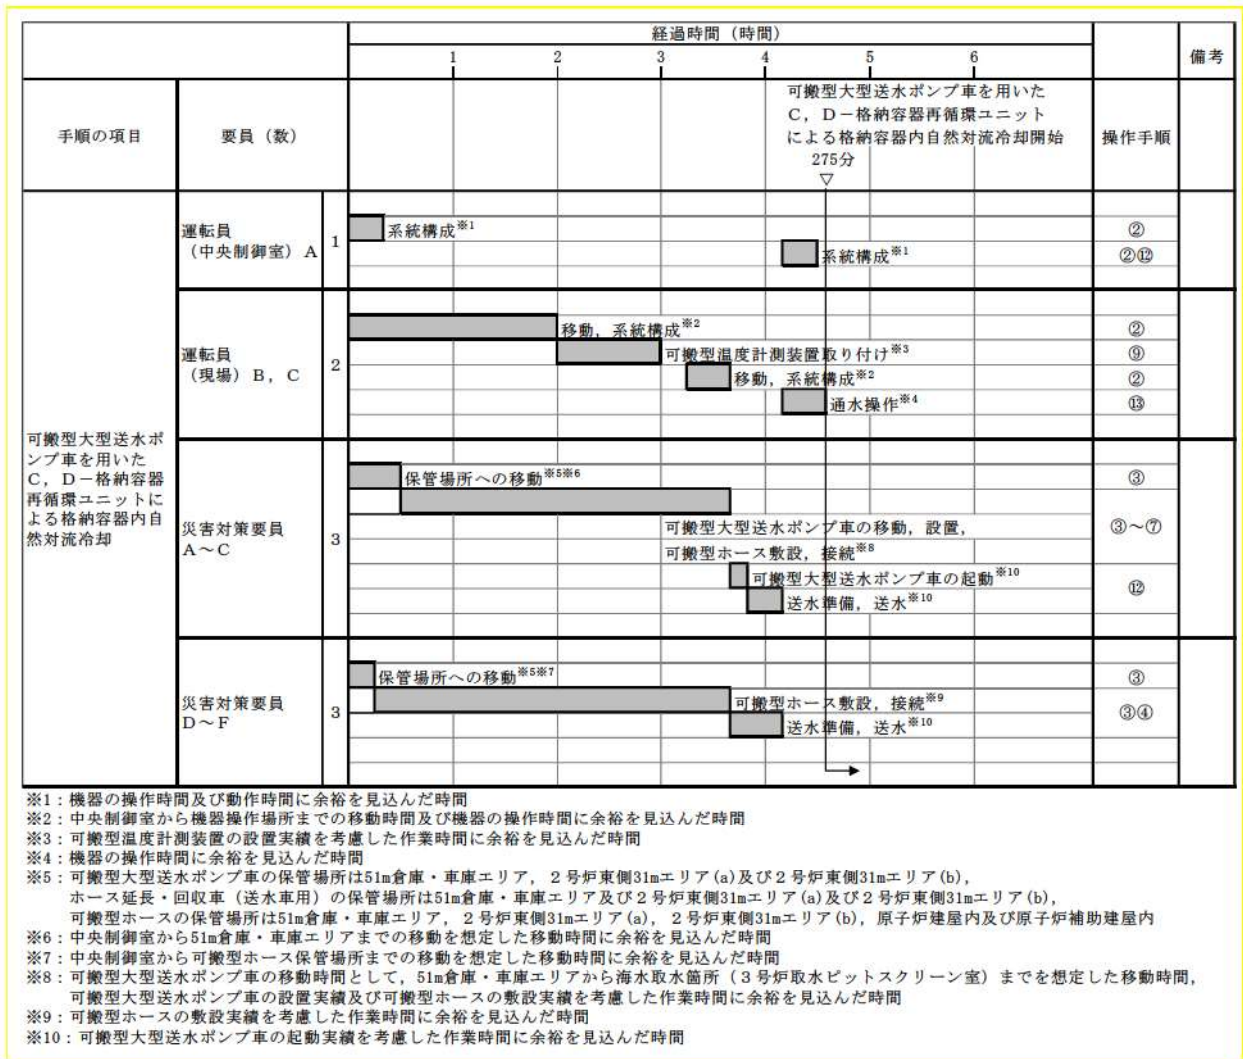 経過時間（時間）
1 2 3 4 5 6
備考
手順の項目
要員（数）
可搬型大型送水ポンプ車を用いた
Ｃ，Ｄ－格納容器再循環ユニット
による格納容器内自然対流冷却開始
275分
▽
操作手順
可搬型大型送水ポ
ンプ車を用いた
Ｃ，Ｄ－格納容器
再循環ユニットに
よる格納容器内自
然対流冷却
運転員
（中央制御室）Ａ
1
系統構成※1
②
系統構成※1
②⑫
運転員
（現場）Ｂ，Ｃ
2
移動，系統構成※2
②
可搬型温度計測装置取り付け※3
⑨
移動，系統構成※2
②
通水操作※4
⑬
災害対策要員
Ａ～Ｃ
3
保管場所への移動※5※6
③
可搬型大型送水ポンプ車の移動，設置，
可搬型ホース敷設，接続※8
③～⑦
可搬型大型送水ポンプ車の起動※10
送水準備，送水※10
⑫
災害対策要員
Ｄ～Ｆ
3
保管場所への移動※5※7
③
可搬型ホース敷設，接続※9
③④
送水準備，送水※10
※1：機器の操作時間及び動作時間に余裕を見込んだ時間
※2：中央制御室から機器操作場所までの移動時間及び機器の操作時間に余裕を見込んだ時間
※3：可搬型温度計測装置の設置実績を考慮した作業時間に余裕を見込んだ時間
※4：機器の操作時間に余裕を見込んだ時間
※5：可搬型大型送水ポンプ車の保管場所は51m倉庫・車庫エリア，２号炉東側31mエリア(a)及び２号炉東側31mエリア(b)，
ホース延長・回収車（送水車用）の保管場所は51m倉庫・車庫エリア及び２号炉東側31mエリア(a)及び２号炉東側31mエリア(b)，
可搬型ホースの保管場所は51m倉庫・車庫エリア，２号炉東側31mエリア(a)，２号炉東側31mエリア(b)，原子炉建屋内及び原子炉補助建屋内
※6：中央制御室から51m倉庫・車庫エリアまでの移動を想定した移動時間に余裕を見込んだ時間
※7：中央制御室から可搬型ホース保管場所までの移動を想定した移動時間に余裕を見込んだ時間
※8：可搬型大型送水ポンプ車の移動時間として，51m倉庫・車庫エリアから海水取水箇所（３号炉取水ピットスクリーン室）までを想定した移動時間，
可搬型大型送水ポンプ車の設置実績及び可搬型ホースの敷設実績を考慮した作業時間に余裕を見込んだ時間
※9：可搬型ホースの敷設実績を考慮した作業時間に余裕を見込んだ時間
※10：可搬型大型送水ポンプ車の起動実績を考慮した作業時間に余裕を見込んだ時間